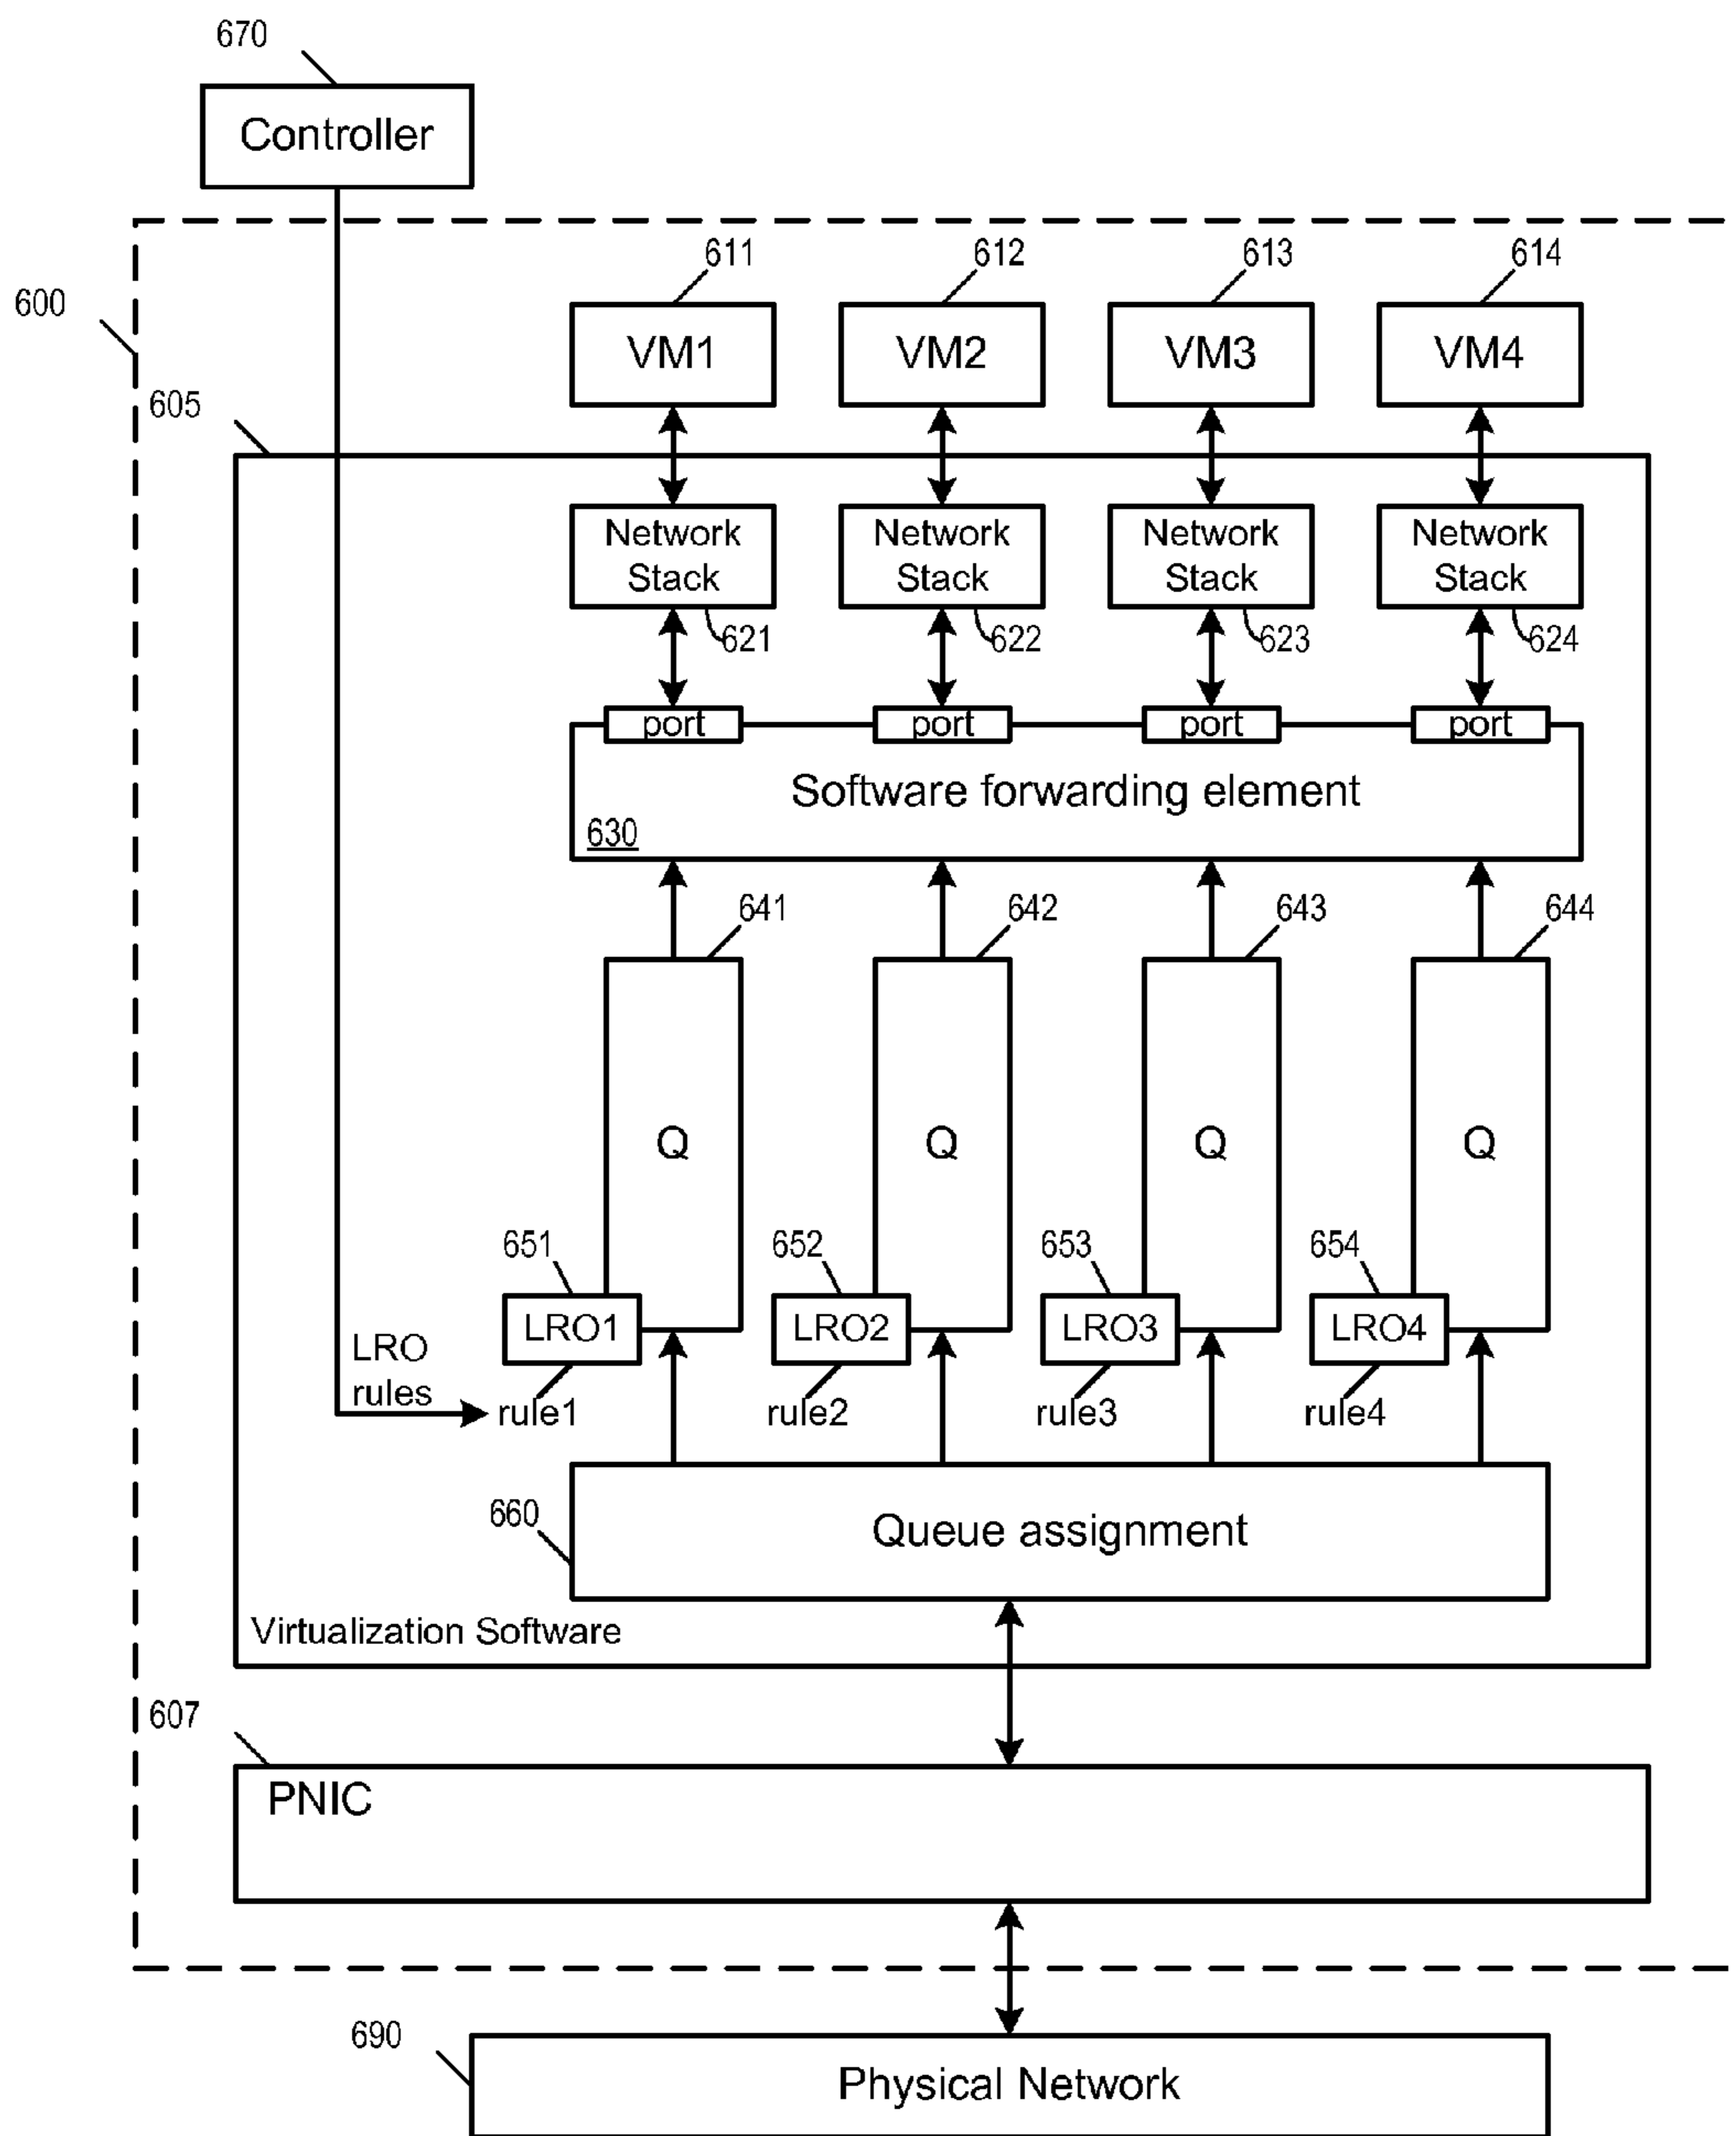 670
Controller
600
611
612
613
614
VM1
VM2
VM3
VM4
605
Network
Stack
Network
Stack
Network
Stack
Network
Stack
621
622
623
624
port
port
port
port
Software forwarding element
630
641
642
643
644
Q
Q
Q
Q
651
652
653
654
LRO1
LRO2
LRO3
LRO4
LRO
rules
rule1
rule2
rule3
rule4
660
Queue assignment
Virtualization Software
607
PNIC
690
Physical Network